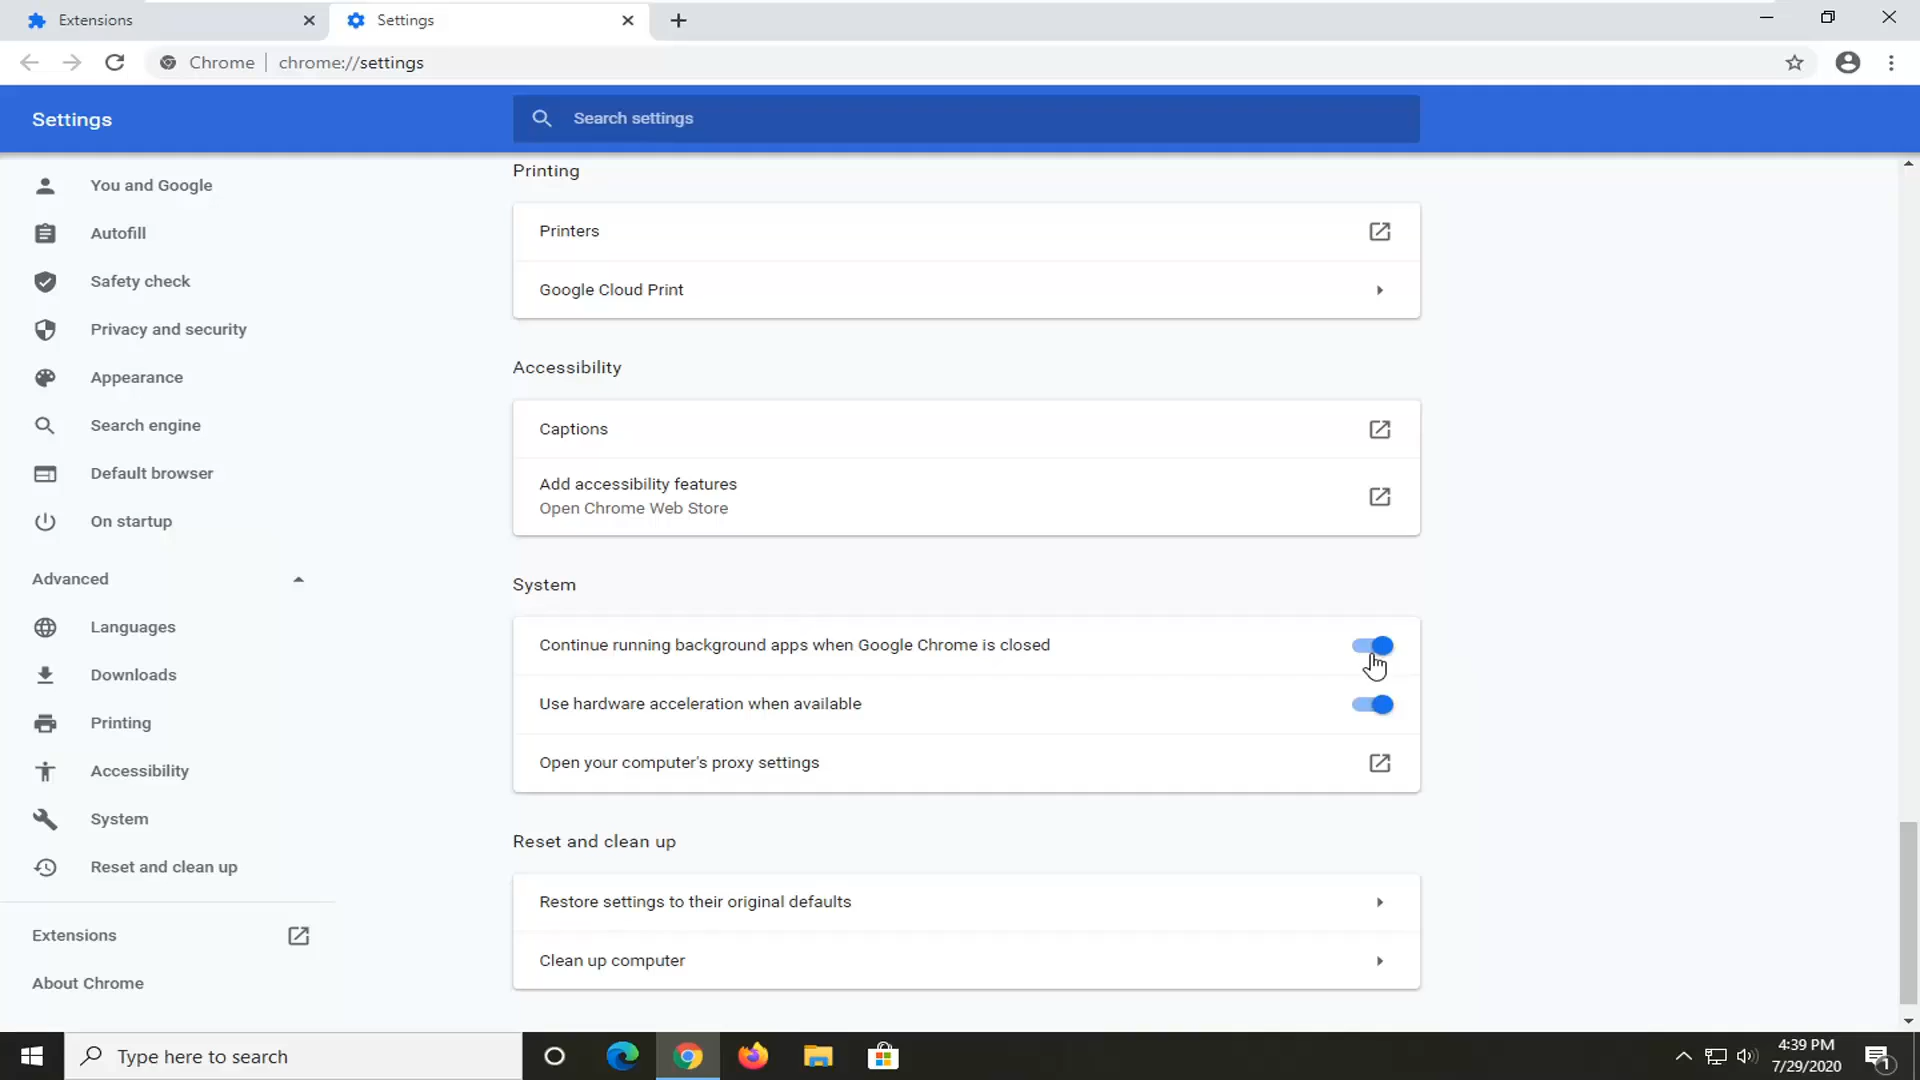 Extensions
Settings
Chrome
chrome://settings
Settings
Search settings
You and Google
Autofill
Safety check
Privacy and security
Appearance
Search engine
Default browser
On startup
Advanced
Languages
Downloads
Printing
Accessibility
System
Reset and clean up
Extensions
About Chrome
Printing
Printers
Google Cloud Print
Accessibility
Captions
Add accessibility features
Open Chrome Web Store
System
Continue running background apps when Google Chrome is closed
Use hardware acceleration when available
Open your computer's proxy settings
Reset and clean up
Restore settings to their original defaults
Clean up computer
Type here to search
4:39 PM
7/29/2020
1